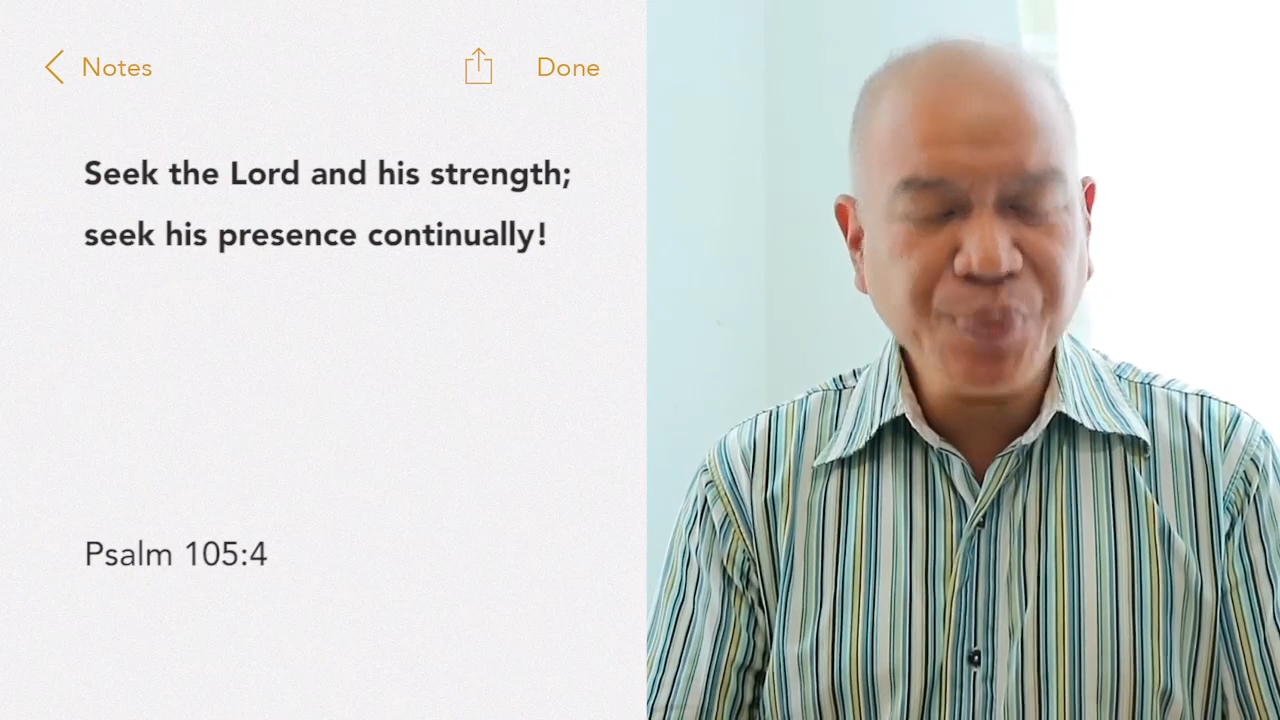 Notes
Done
Seek the Lord and his strength;
seek his presence continually!
Psalm 105:4